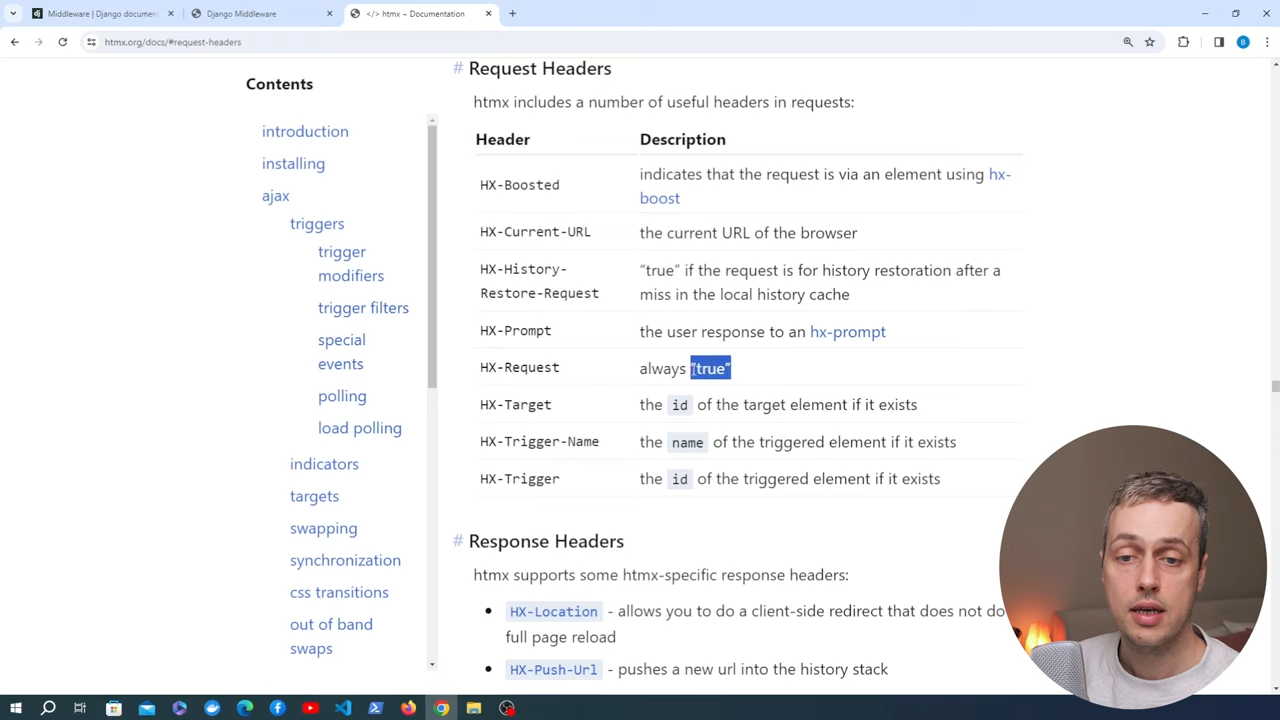 Middleware | Django documen
Django Middleware
</> htmx ~ Documentation
htmx.org/docs/#request-headers
B
Contents
introduction
installing
ajax
triggers
trigger
modifiers
trigger filters
special
events
polling
load polling
indicators
targets
swapping
synchronization
css transitions
out of band
swaps
# Request Headers
htmx includes a number of useful headers in requests:
Header Description
HX-Boosted indicates that the request is via an element using hx-
boost
HX-Current-URL the current URL of the browser
HX-History- "true" if the request is for history restoration after a
Restore-Request miss in the local history cache
HX-Prompt the user response to an hx-prompt
HX-Request always "true"
HX-Target the id of the target element if it exists
HX-Trigger-Name the name of the triggered element if it exists
HX-Trigger the id of the triggered element if it exists
# Response Headers
htmx supports some htmx-specific response headers:
• HX-Location - allows you to do a client-side redirect that does not do
full page reload
• HX-Push-Url - pushes a new url into the history stack